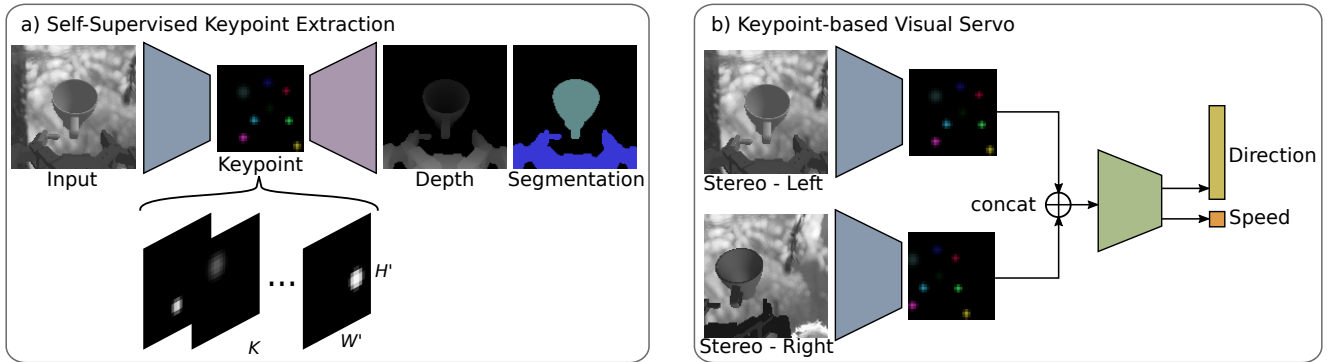 a) Self-Supervised Keypoint Extraction
Input
Keypoint
Depth
Segmentation
...
H'
W'
K
b) Keypoint-based Visual Servo
Stereo - Left
concat
Direction
Speed
Stereo - Right